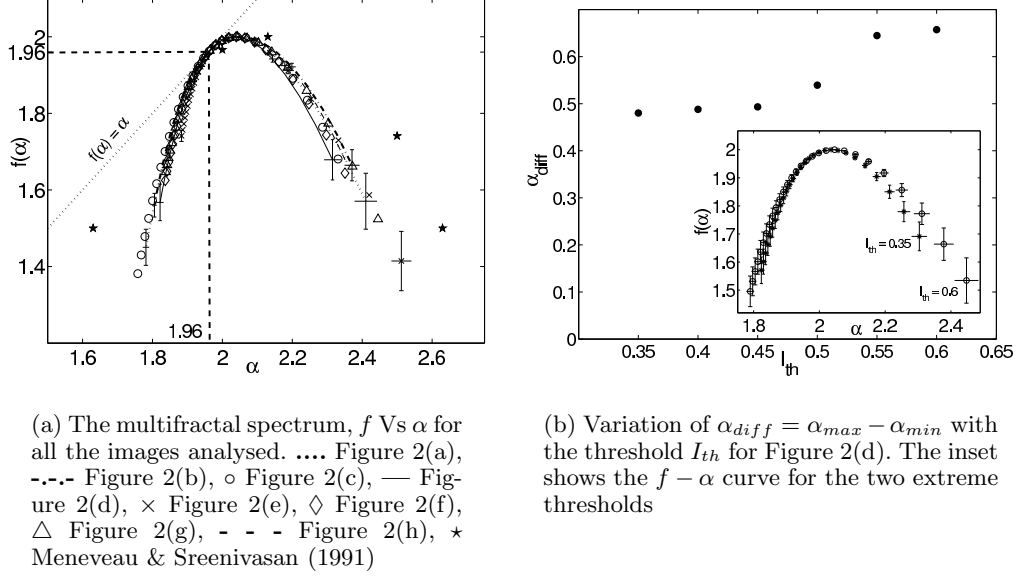 2
1.96
1.8
1.6
1.4
f(α)
f(α) = α
1.96
1.6 1.8 2 2.2 2.4 2.6
α
0.6
0.5
0.4
0.3
0.2
0.1
0
α_diff
0.35 0.4 0.45 0.5 0.55 0.6 0.65
I_th
2
1.9
1.8
1.7
1.6
1.5
f(α)
I_th = 0.35
I_th = 0.6
1.8 2 2.2 2.4
α
(a) The multifractal spectrum, f Vs α for
all the images analysed. .... Figure 2(a),
-.-.- Figure 2(b), ○ Figure 2(c), — Fig-
ure 2(d), × Figure 2(e), ◇ Figure 2(f),
△ Figure 2(g), - - - Figure 2(h), ⋆
Meneveau & Sreenivasan (1991)
(b) Variation of α_diff = α_max − α_min with
the threshold I_th for Figure 2(d). The inset
shows the f − α curve for the two extreme
thresholds